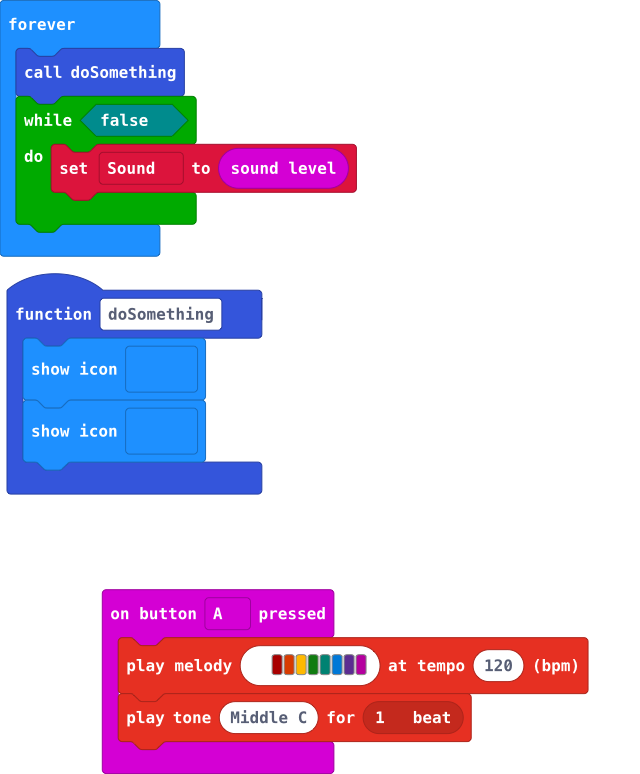 forever
call doSomething
while false
do set Sound to sound level
function doSomething
show icon
show icon
on button A pressed
play melody at tempo 120 (bpm)
play tone Middle C for 1 beat